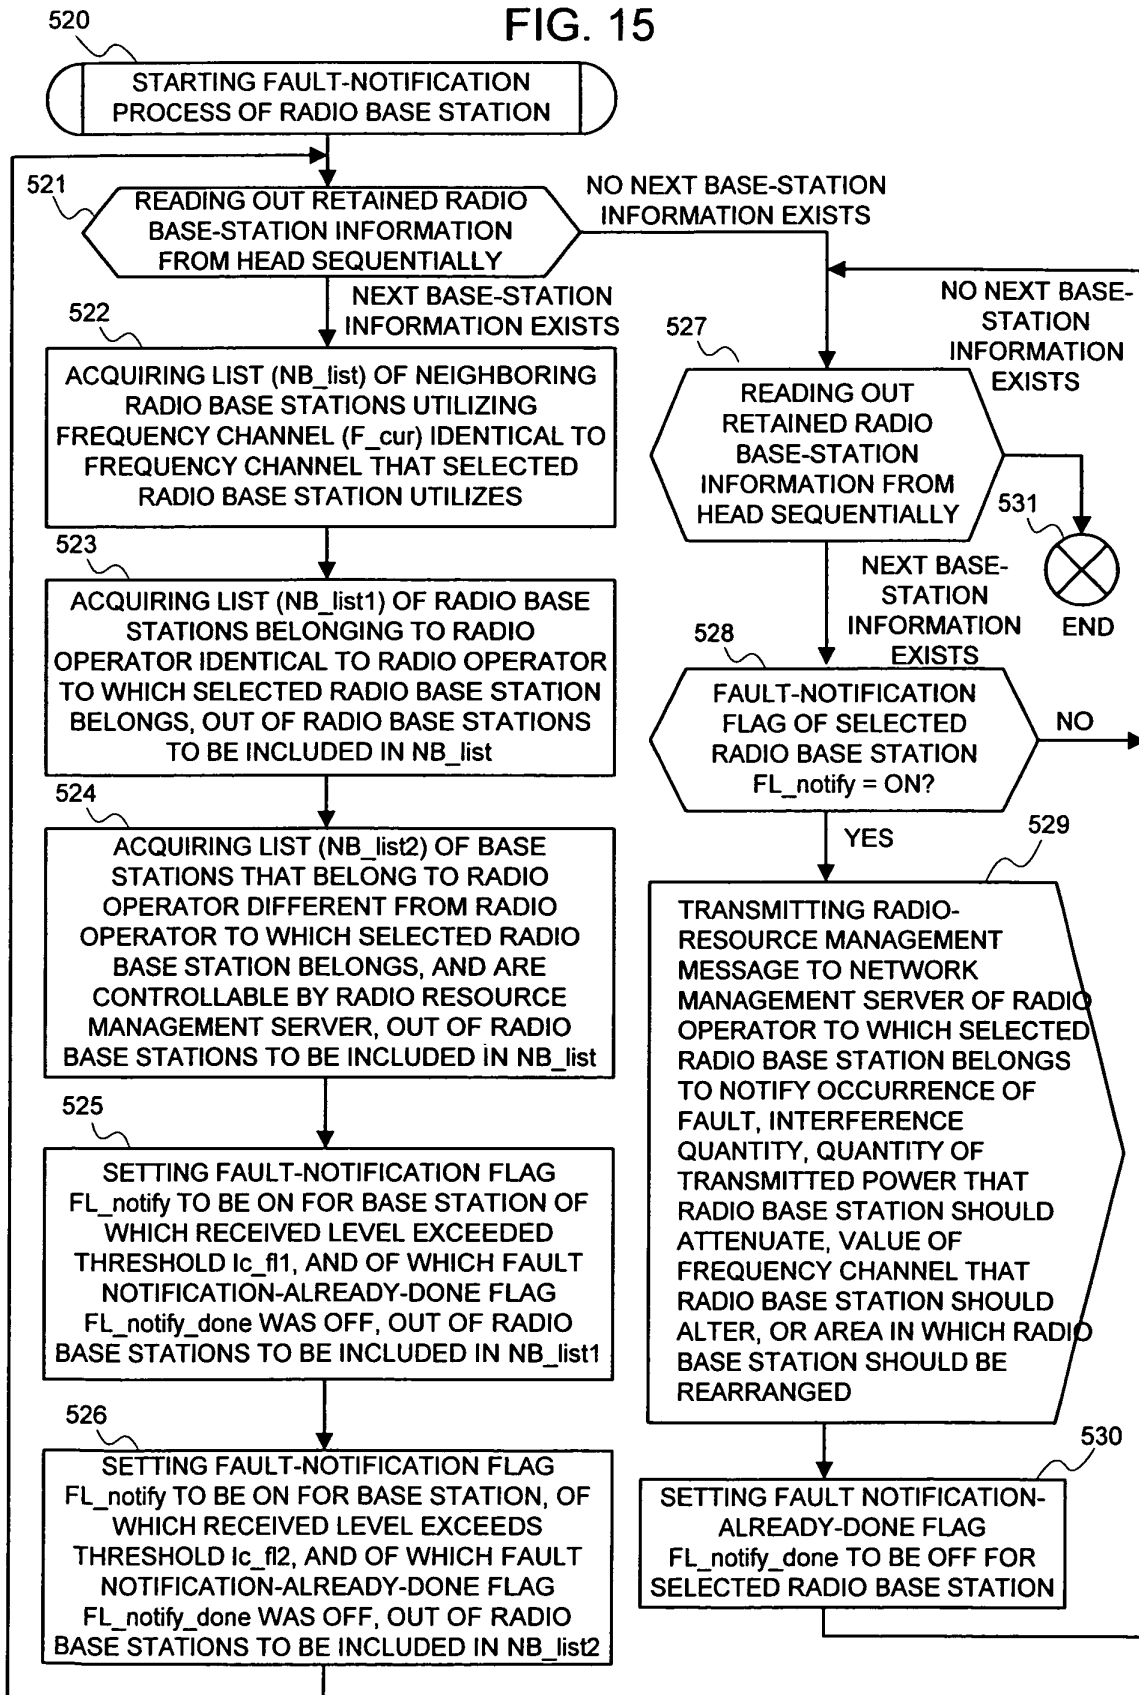 FIG. 15
520
STARTING FAULT-NOTIFICATION
PROCESS OF RADIO BASE STATION
521
READING OUT RETAINED RADIO
BASE-STATION INFORMATION
FROM HEAD SEQUENTIALLY
NO NEXT BASE-STATION
INFORMATION EXISTS
NEXT BASE-STATION
INFORMATION EXISTS
522
ACQUIRING LIST (NB_list) OF NEIGHBORING
RADIO BASE STATIONS UTILIZING
FREQUENCY CHANNEL (F_cur) IDENTICAL TO
FREQUENCY CHANNEL THAT SELECTED
RADIO BASE STATION UTILIZES
523
ACQUIRING LIST (NB_list1) OF RADIO BASE
STATIONS BELONGING TO RADIO
OPERATOR IDENTICAL TO RADIO OPERATOR
TO WHICH SELECTED RADIO BASE STATION
BELONGS, OUT OF RADIO BASE STATIONS
TO BE INCLUDED IN NB_list
524
ACQUIRING LIST (NB_list2) OF BASE
STATIONS THAT BELONG TO RADIO
OPERATOR DIFFERENT FROM RADIO
OPERATOR TO WHICH SELECTED RADIO
BASE STATION BELONGS, AND ARE
CONTROLLABLE BY RADIO RESOURCE
MANAGEMENT SERVER, OUT OF RADIO
BASE STATIONS TO BE INCLUDED IN NB_list
525
SETTING FAULT-NOTIFICATION FLAG
FL_notify TO BE ON FOR BASE STATION OF
WHICH RECEIVED LEVEL EXCEEDED
THRESHOLD Ic_fl1, AND OF WHICH FAULT
NOTIFICATION-ALREADY-DONE FLAG
FL_notify_done WAS OFF, OUT OF RADIO
BASE STATIONS TO BE INCLUDED IN NB_list1
526
SETTING FAULT-NOTIFICATION FLAG
FL_notify TO BE ON FOR BASE STATION, OF
WHICH RECEIVED LEVEL EXCEEDS
THRESHOLD Ic_fl2, AND OF WHICH FAULT
NOTIFICATION-ALREADY-DONE FLAG
FL_notify_done WAS OFF, OUT OF RADIO
BASE STATIONS TO BE INCLUDED IN NB_list2
527
READING OUT
RETAINED RADIO
BASE-STATION
INFORMATION FROM
HEAD SEQUENTIALLY
NO NEXT BASE-
STATION
INFORMATION
EXISTS
531
END
NEXT BASE-
STATION
INFORMATION
EXISTS
528
FAULT-NOTIFICATION
FLAG OF SELECTED
RADIO BASE STATION
FL_notify = ON?
NO
YES
529
TRANSMITTING RADIO-
RESOURCE MANAGEMENT
MESSAGE TO NETWORK
MANAGEMENT SERVER OF RADIO
OPERATOR TO WHICH SELECTED
RADIO BASE STATION BELONGS
TO NOTIFY OCCURRENCE OF
FAULT, INTERFERENCE
QUANTITY, QUANTITY OF
TRANSMITTED POWER THAT
RADIO BASE STATION SHOULD
ATTENUATE, VALUE OF
FREQUENCY CHANNEL THAT
RADIO BASE STATION SHOULD
ALTER, OR AREA IN WHICH RADIO
BASE STATION SHOULD BE
REARRANGED
530
SETTING FAULT NOTIFICATION-
ALREADY-DONE FLAG
FL_notify_done TO BE OFF FOR
SELECTED RADIO BASE STATION